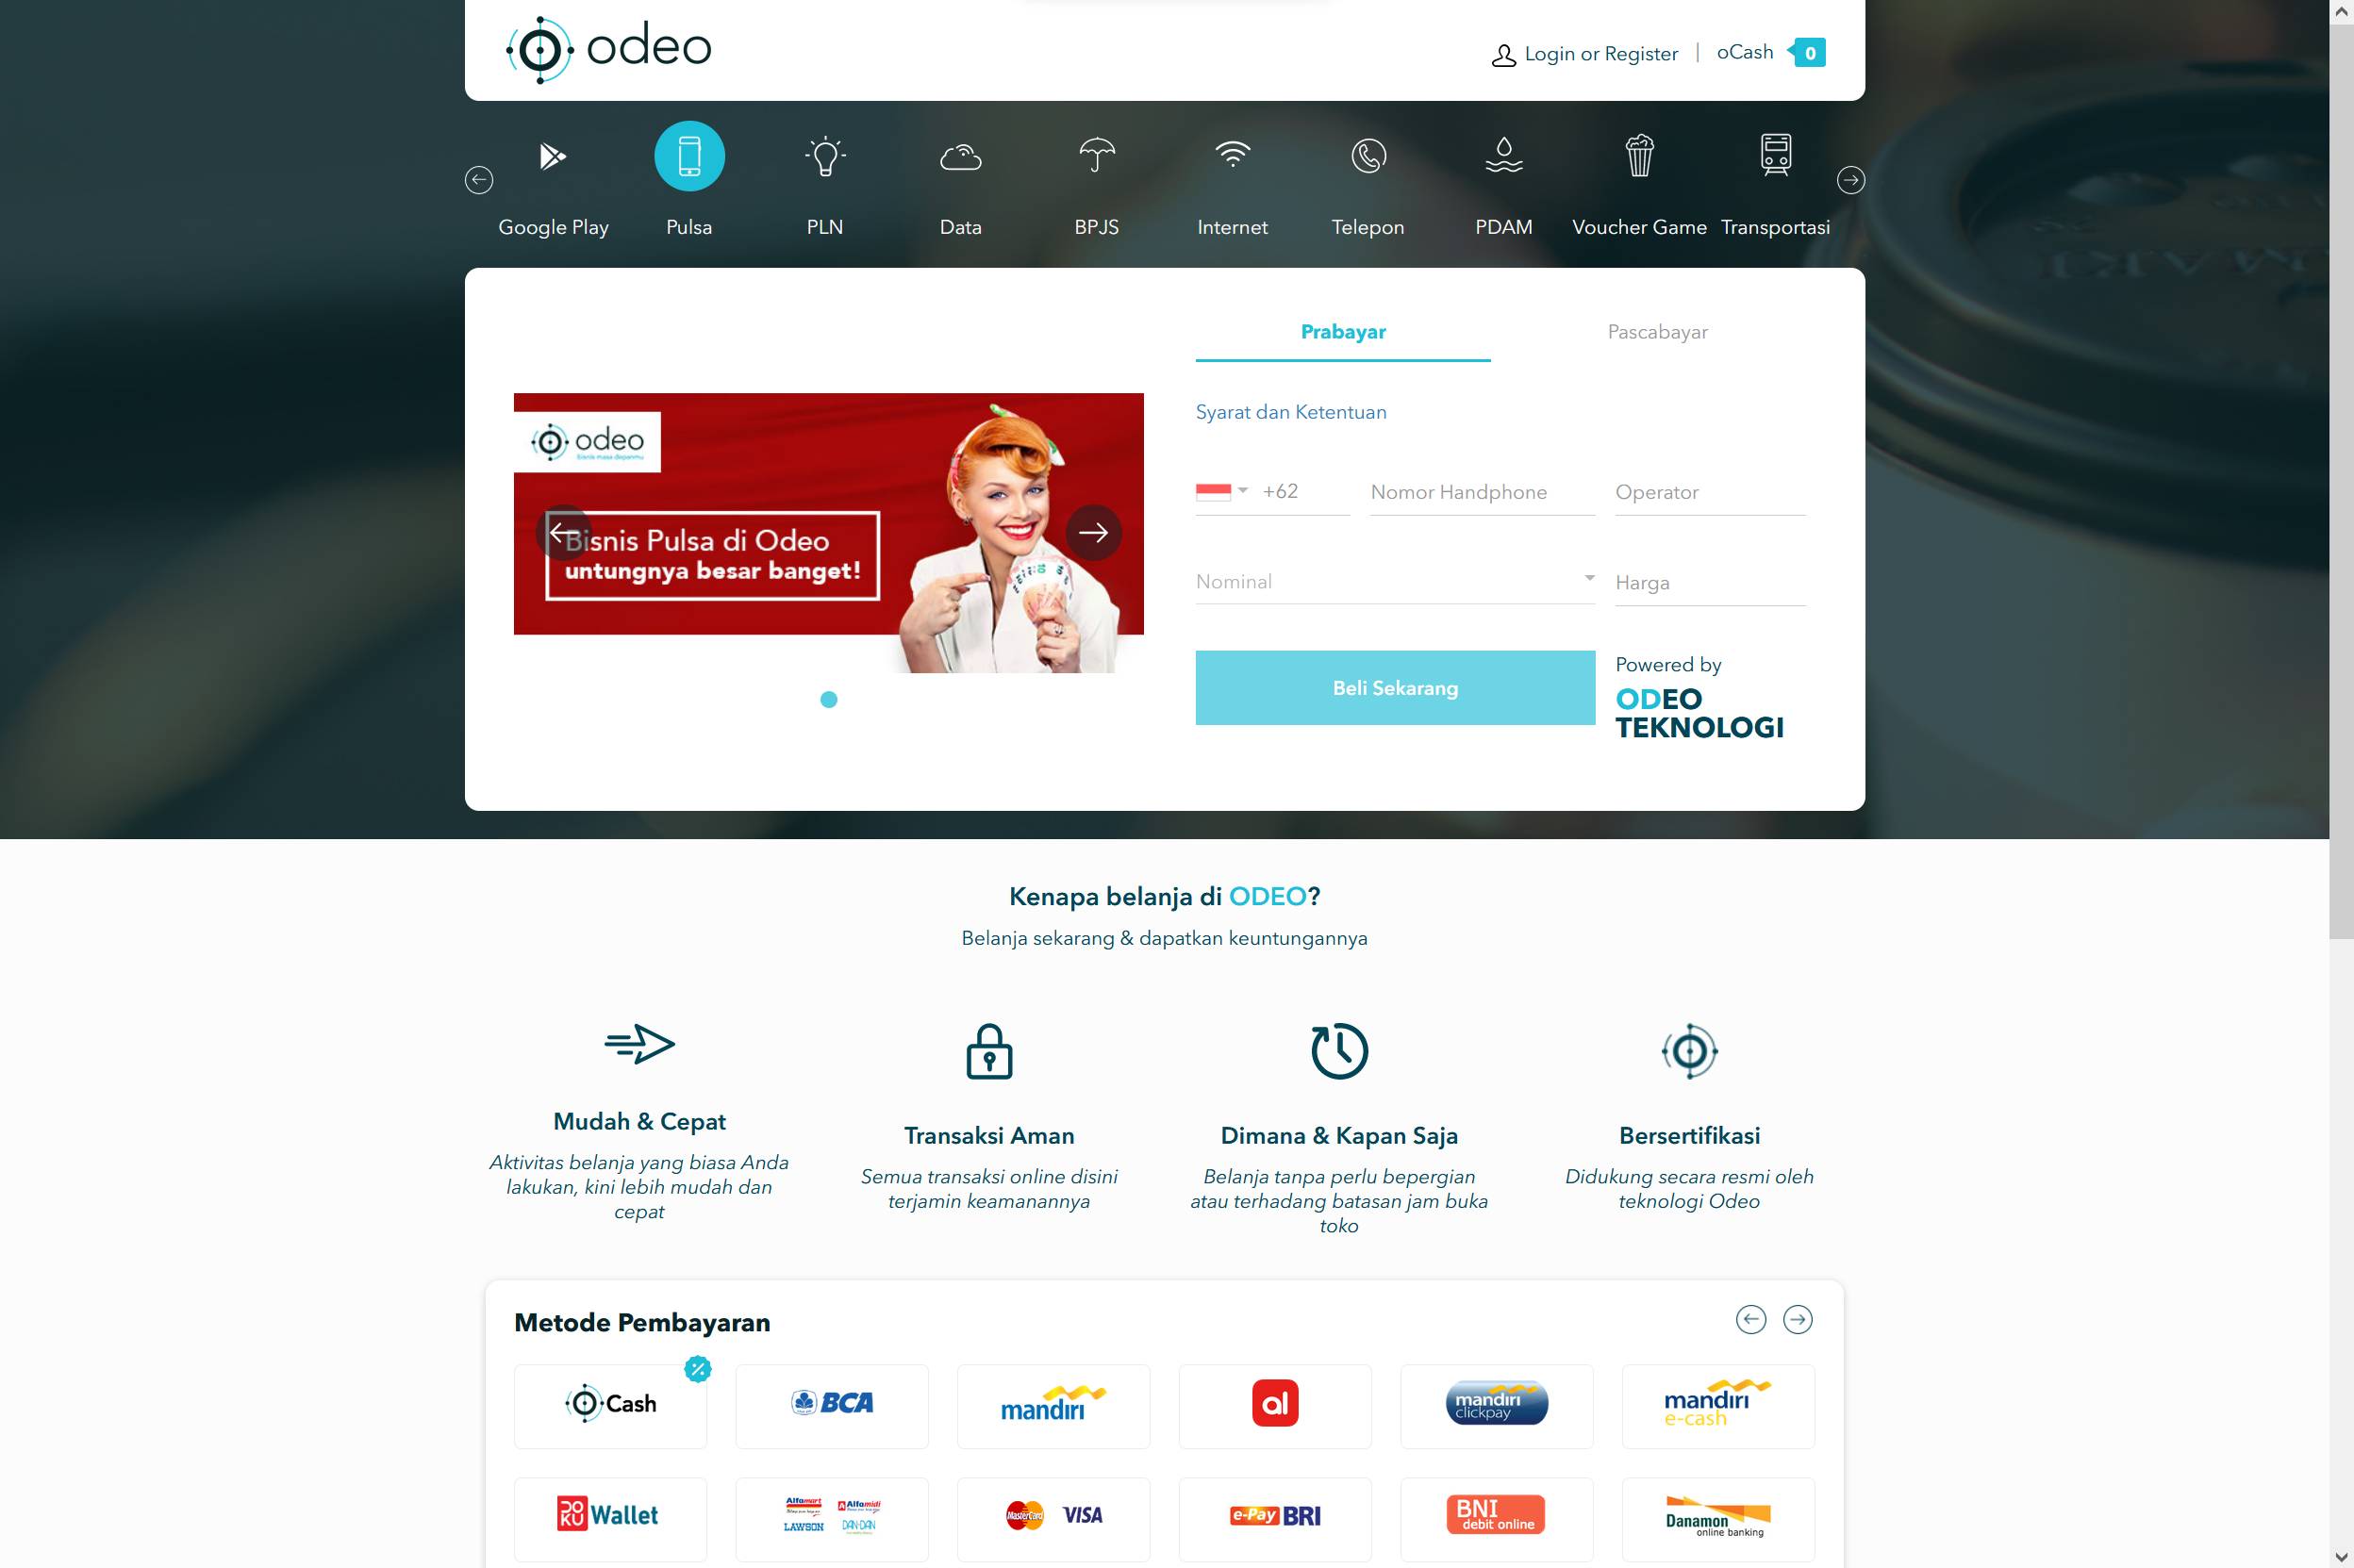 odeo
Login or Register | oCash 0
Google Play Pulsa PLN Data BPJS Internet Telepon PDAM Voucher Game Transportasi
odeo
Bisnis masa depanmu
Bisnis Pulsa di Odeo
untungnya besar banget!
Prabayar Pascabayar
Syarat dan Ketentuan
+62 Nomor Handphone Operator
Nominal Harga
Beli Sekarang
Powered by
ODEO
TEKNOLOGI
Kenapa belanja di ODEO?
Belanja sekarang & dapatkan keuntungannya
Mudah & Cepat
Aktivitas belanja yang biasa Anda
lakukan, kini lebih mudah dan
cepat
Transaksi Aman
Semua transaksi online disini
terjamin keamanannya
Dimana & Kapan Saja
Belanja tanpa perlu bepergian
atau terhadang batasan jam buka
toko
Bersertifikasi
Didukung secara resmi oleh
teknologi Odeo
Metode Pembayaran
Cash %
BCA
mandiri
al
mandiri
clickpay
mandiri
e-cash
DOKU Wallet
Alfamart Alfamidi
LAWSON DAN+DAN
MasterCard VISA
e-Pay BRI
BNI
debit online
Danamon
online banking